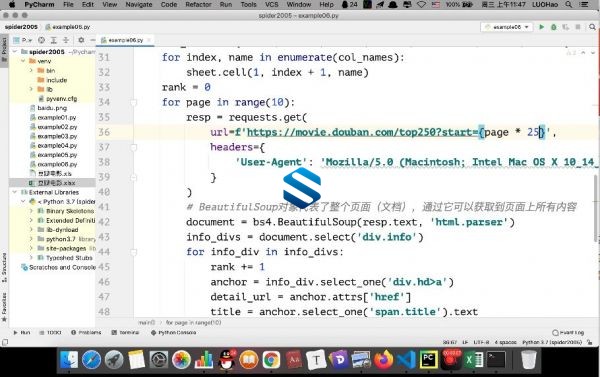 PyCharm File Edit View Navigate Code Refactor Run Tools VCS Window Help 100% 周三上午11:47 LUOHao
spider2005 – example06.py
spider2005 example06.py example06
Project
P... example06.py
spider2005 ~/Pycharm
venv
bin
include
lib
pyvenv.cfg
baidu.png
example01.py
example02.py
example03.py
example04.py
example05.py
example06.py
豆瓣电影.xls
豆瓣电影.xlsx
External Libraries
< Python 3.7 (spider2005)
Binary Skeletons
Extended Definitions
lib-dynload
python3.7
site-packages
Typeshed Stubs
Scratches and Consoles
31 for index, name in enumerate(col_names):
32 sheet.cell(1, index + 1, name)
33 rank = 0
34 for page in range(10):
35 resp = requests.get(
36 url=f'https://movie.douban.com/top250?start={page * 25}',
37 headers={
38 'User-Agent': 'Mozilla/5.0 (Macintosh; Intel Mac OS X 10_14_
39 }
40 )
41 # BeautifulSoup对象代表了整个页面（文档），通过它可以获取到页面上所有内容
42 document = bs4.BeautifulSoup(resp.text, 'html.parser')
43 info_divs = document.select('div.info')
44 for info_div in info_divs:
45 rank += 1
46 anchor = info_div.select_one('div.hd>a')
47 detail_url = anchor.attrs['href']
48 title = anchor.select_one('span.title').text
main() for page in range(10)
Structure
Favorites
Run TODO Problems Terminal Python Console Event Log
36:67 LF UTF-8 4 spaces Python 3.7 (spider2005)